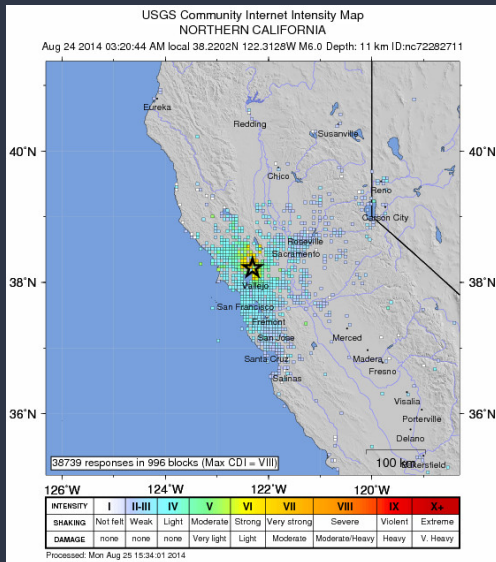 USGS Community Internet Intensity Map
NORTHERN CALIFORNIA
Aug 24 2014 03:20:44 AM local 38.2202N 122.3128W M6.0 Depth: 11 km ID:nc72282711
Eureka
Redding
Susanville
40°N
40°N
Chico
Reno
Carson City
Roseville
Sacramento
38°N
38°N
Vallejo
San Francisco
Fremont
San Jose
Merced
Santa Cruz
Madera
Fresno
Salinas
Visalia
36°N
36°N
Porterville
Delano
100 km
38739 responses in 996 blocks (Max CDI = VIII)
126°W 124°W 122°W 120°W
INTENSITY I II-III IV V VI VII VIII IX X+
SHAKING Not felt Weak Light Moderate Strong Very strong Severe Violent Extreme
DAMAGE none none none Very light Light Moderate Moderate/Heavy Heavy V. Heavy
Processed: Mon Aug 25 15:34:01 2014